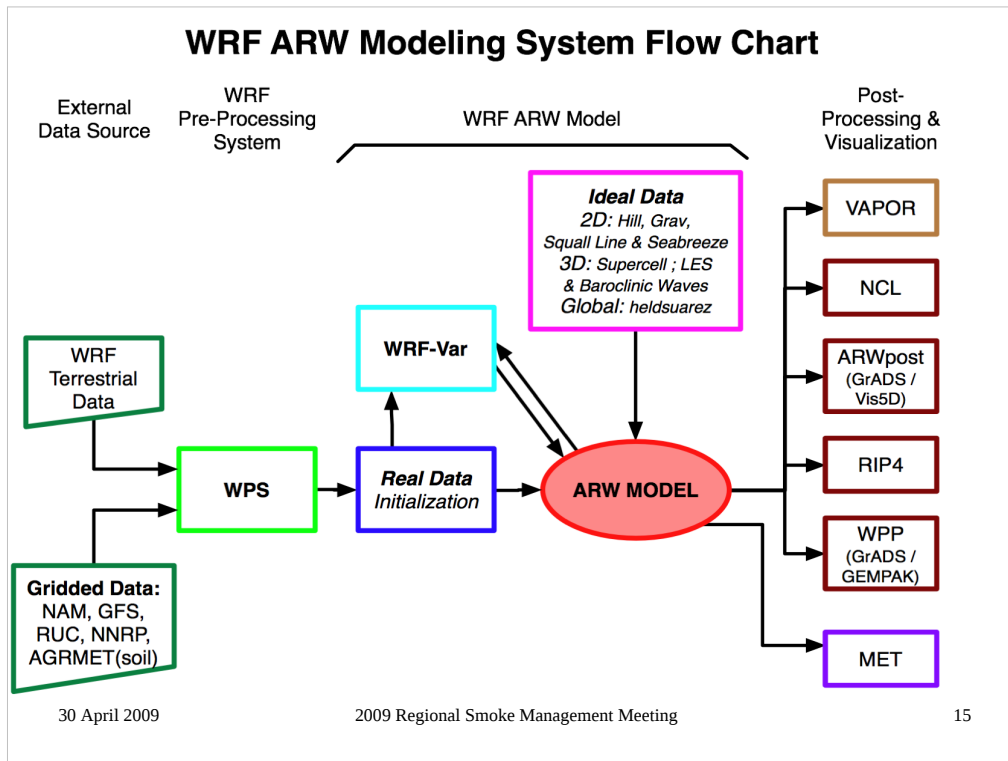 WRF ARW Modeling System Flow Chart
External
Data Source
WRF
Pre-Processing
System
WRF ARW Model
Post-
Processing &
Visualization
WRF
Terrestrial
Data
Gridded Data:
NAM, GFS,
RUC, NNRP,
AGRMET(soil)
WPS
WRF-Var
Real Data
Initialization
Ideal Data
2D: Hill, Grav,
Squall Line & Seabreeze
3D: Supercell ; LES
& Baroclinic Waves
Global: heldsuarez
ARW MODEL
VAPOR
NCL
ARWpost
(GrADS /
Vis5D)
RIP4
WPP
(GrADS /
GEMPAK)
MET
30 April 2009
2009 Regional Smoke Management Meeting
15